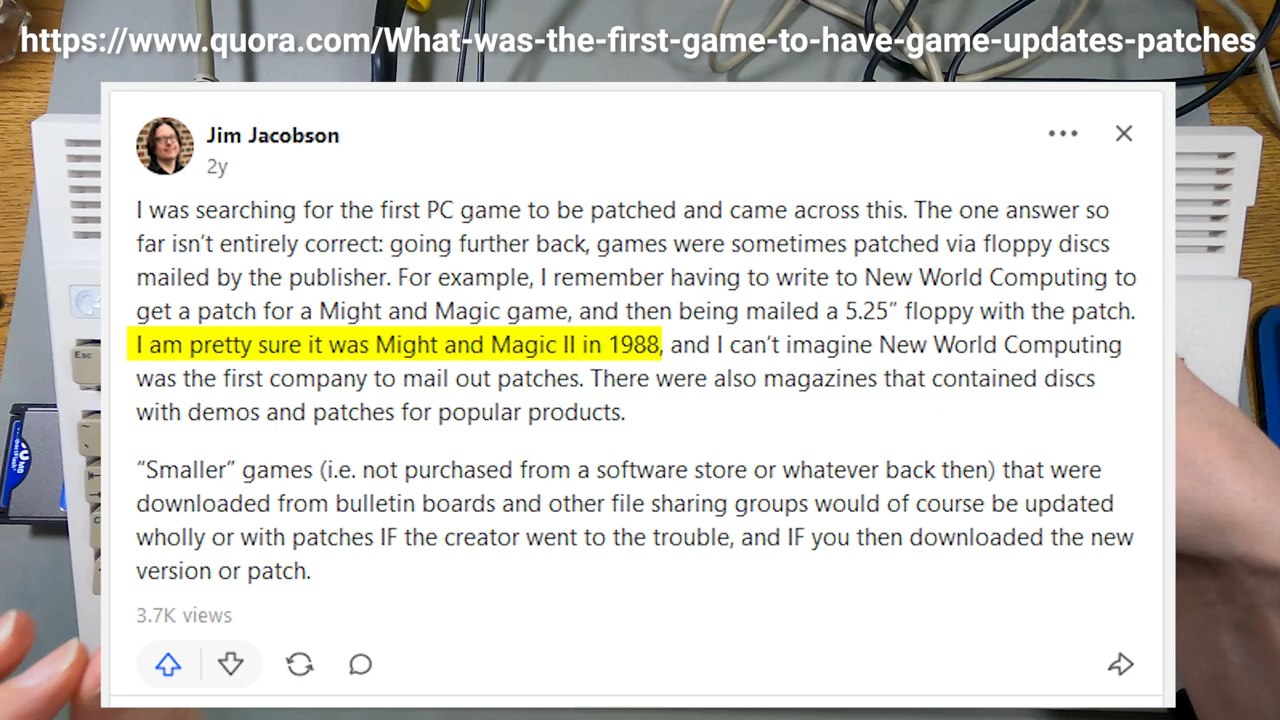 https://www.quora.com/What-was-the-first-game-to-have-game-updates-patches
Jim Jacobson
2y
I was searching for the first PC game to be patched and came across this. The one answer so
far isn’t entirely correct: going further back, games were sometimes patched via floppy discs
mailed by the publisher. For example, I remember having to write to New World Computing to
get a patch for a Might and Magic game, and then being mailed a 5.25” floppy with the patch.
I am pretty sure it was Might and Magic II in 1988, and I can’t imagine New World Computing
was the first company to mail out patches. There were also magazines that contained discs
with demos and patches for popular products.
“Smaller” games (i.e. not purchased from a software store or whatever back then) that were
downloaded from bulletin boards and other file sharing groups would of course be updated
wholly or with patches IF the creator went to the trouble, and IF you then downloaded the new
version or patch.
3.7K views
Esc